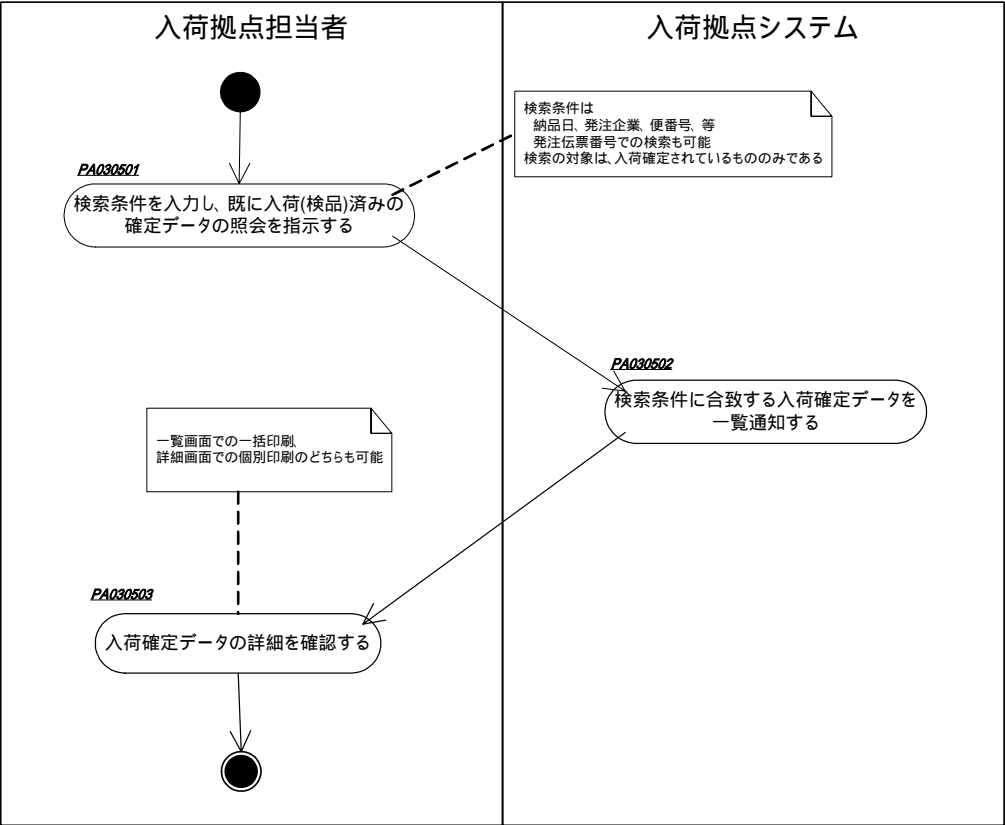 入荷拠点担当者
入荷拠点システム
検索条件は
納品日、発注企業、便番号、等
発注伝票番号での検索も可能
検索の対象は、入荷確定されているもののみである
PA030501
検索条件を入力し、既に入荷(検品)済みの
確定データの照会を指示する
PA030502
検索条件に合致する入荷確定データを
一覧通知する
一覧画面での一括印刷、
詳細画面での個別印刷のどちらも可能
PA030503
入荷確定データの詳細を確認する